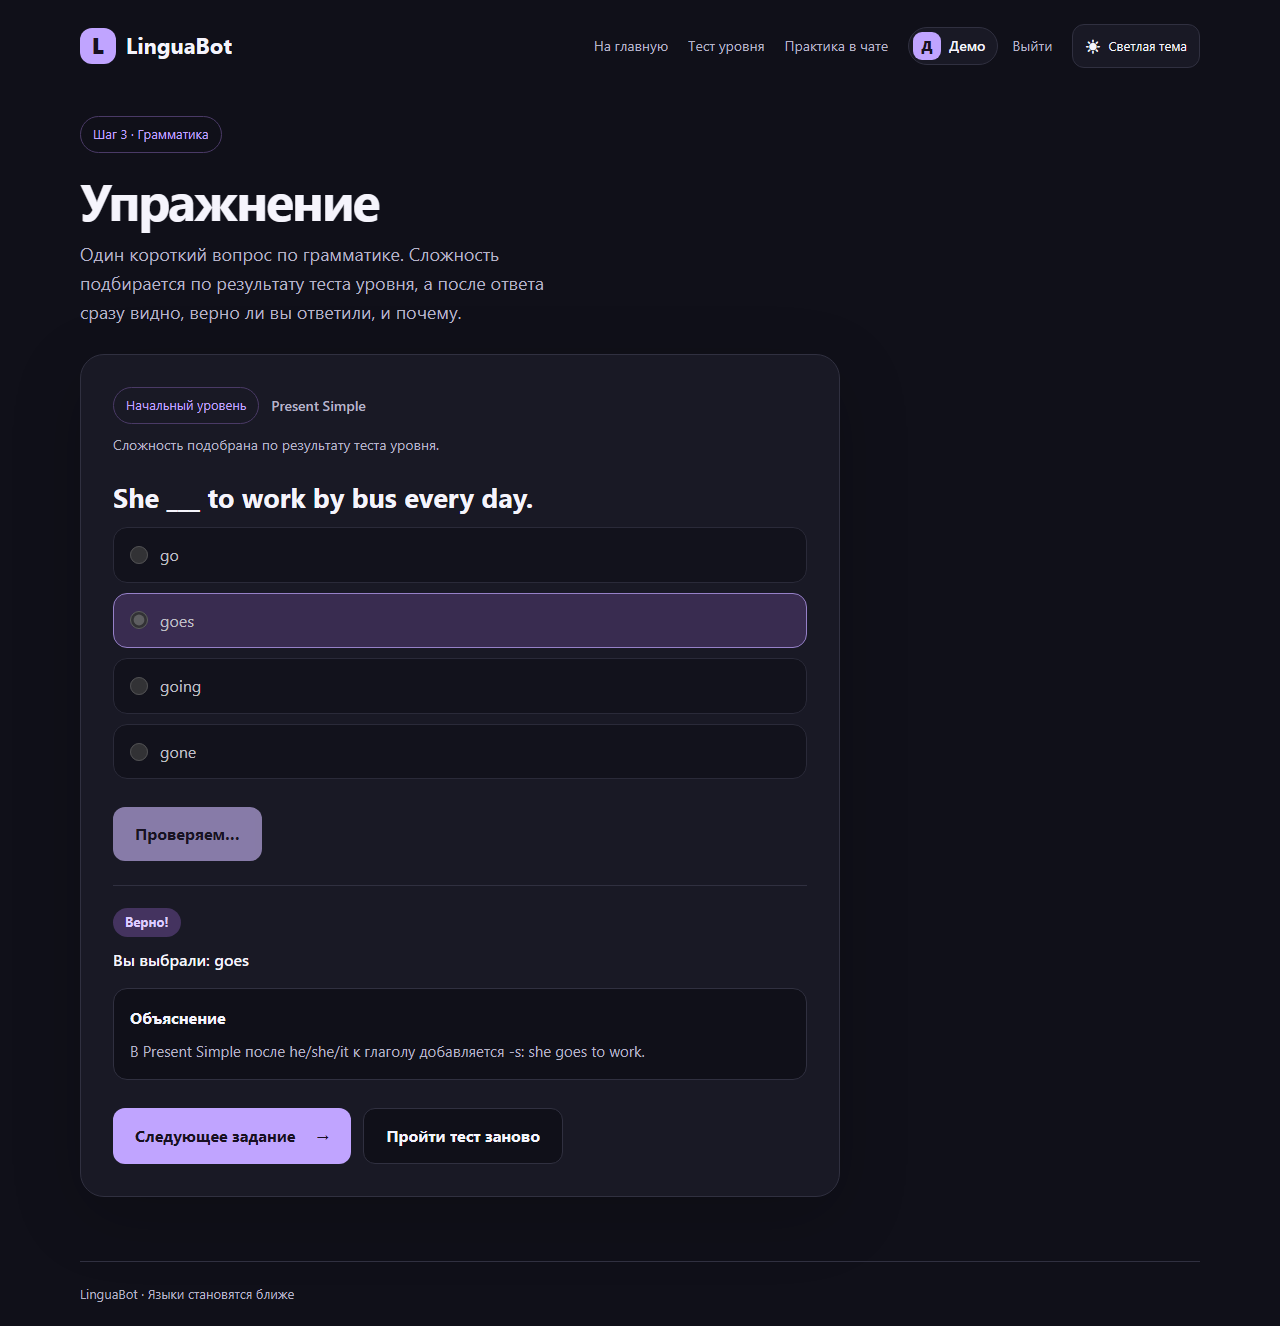 L LinguaBot
На главную Тест уровня Практика в чате Д Демо Выйти Светлая тема
Шаг 3 · Грамматика
Упражнение
Один короткий вопрос по грамматике. Сложность
подбирается по результату теста уровня, а после ответа
сразу видно, верно ли вы ответили, и почему.
Начальный уровень Present Simple
Сложность подобрана по результату теста уровня.
She ___ to work by bus every day.
go
goes
going
gone
Проверяем...
Верно!
Вы выбрали: goes
Объяснение
В Present Simple после he/she/it к глаголу добавляется -s: she goes to work.
Следующее задание →
Пройти тест заново
LinguaBot · Языки становятся ближе